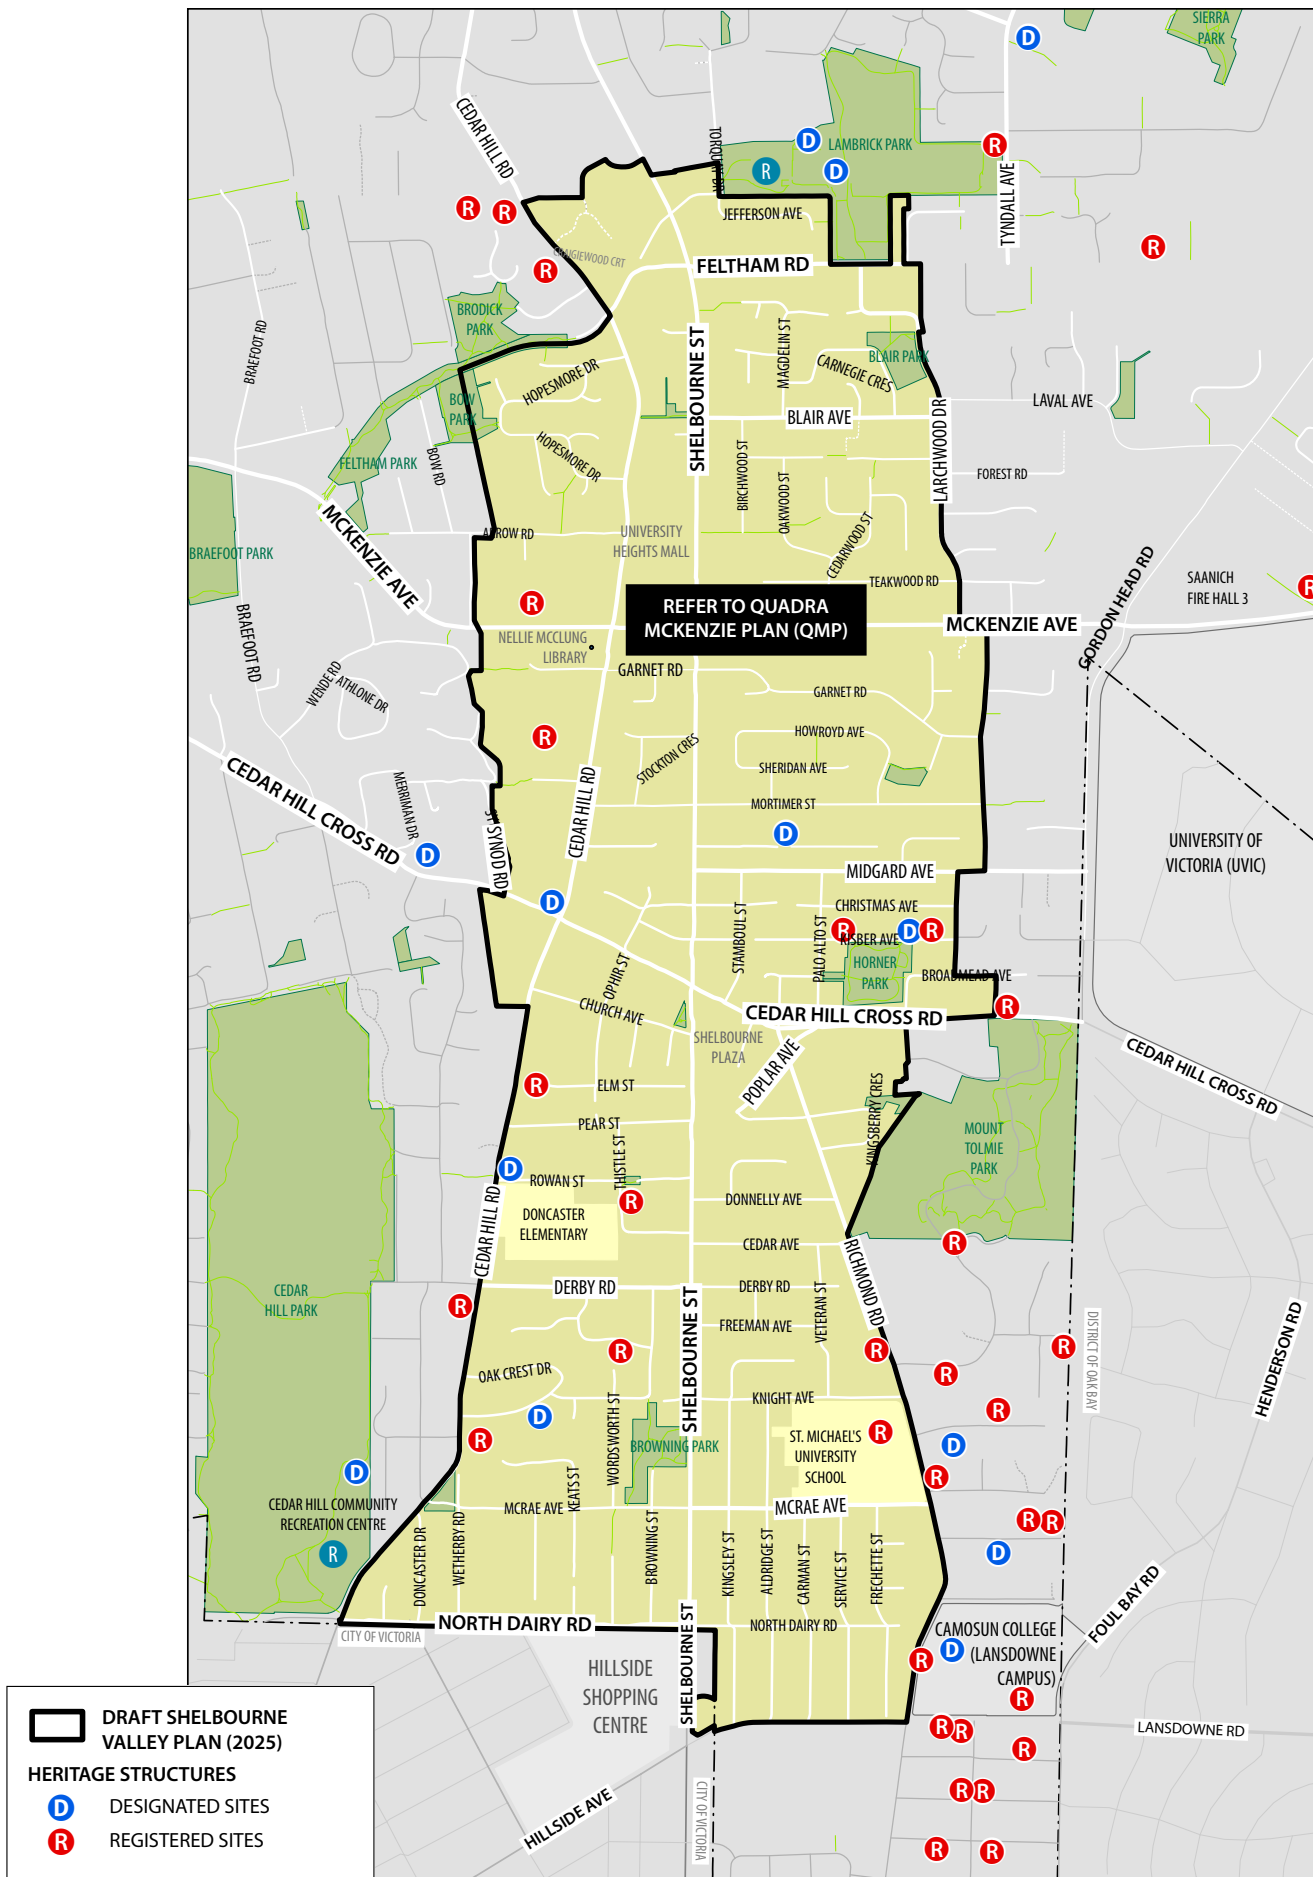 SIERRA
PARK
D
CEDAR HILL RD
TORQUAY DR
D
LAMBRICK PARK
R
R
D
TYNDALL AVE
R
R
JEFFERSON AVE
R
CRAIGIEWOOD CRT
FELTHAM RD
R
BRODICK
PARK
BRAEFOOT RD
SHELBOURNE ST
MAGDELIN ST
BLAIR PARK
CARNEGIE CRES
HOPESMORE DR
BOW
PARK
BLAIR AVE
LARCHWOOD DR
LAVAL AVE
HOPESMORE DR
BOW RD
FELTHAM PARK
BIRCHWOOD ST
OAKWOOD ST
FOREST RD
MCKENZIE AVE
ARROW RD
UNIVERSITY
HEIGHTS MALL
CEDARWOOD ST
BRAEFOOT PARK
TEAKWOOD RD
GORDON HEAD RD
SAANICH
FIRE HALL 3
R
R
REFER TO QUADRA
MCKENZIE PLAN (QMP)
MCKENZIE AVE
BRAEFOOT RD
NELLIE MCCLUNG
LIBRARY
GARNET RD
WENDE RD
ATHLONE DR
GARNET RD
R
HOWROYD AVE
STOCKTON CRES
SHERIDAN AVE
CEDAR HILL CROSS RD
MERRIMAN DR
MORTIMER ST
D
CEDAR HILL RD
UNIVERSITY OF
VICTORIA (UVIC)
D
ST SYNOD RD
MIDGARD AVE
D
CHRISTMAS AVE
STAMBOUL ST
PALO ALTO ST
R
D
R
KISBER AVE
HORNER
PARK
BROADMEAD AVE
OPHIR ST
CHURCH AVE
R
CEDAR HILL CROSS RD
SHELBOURNE
PLAZA
POPLAR AVE
CEDAR HILL CROSS RD
R
ELM ST
KINGSBERRY CRES
PEAR ST
MOUNT
TOLMIE
PARK
D
THISTLE ST
ROWAN ST
R
DONNELLY AVE
DONCASTER
ELEMENTARY
CEDAR HILL RD
CEDAR AVE
R
RICHMOND RD
DERBY RD
SHELBOURNE ST
DERBY RD
VETERAN ST
CEDAR
HILL PARK
R
FREEMAN AVE
DISTRICT OF OAK BAY
HENDERSON RD
R
R
R
OAK CREST DR
R
KNIGHT AVE
R
D
WORDSWORTH ST
R
BROWNING PARK
ST. MICHAEL'S
UNIVERSITY
SCHOOL
R
D
D
R
KEATS ST
CEDAR HILL COMMUNITY
RECREATION CENTRE
MCRAE AVE
MCRAE AVE
R
R
R
DONCASTER DR
WETHERBY RD
BROWNING ST
KINGSLEY ST
ALDRIDGE ST
CARMAN ST
SERVICE ST
FRECHETTE ST
D
FOUL BAY RD
NORTH DAIRY RD
CITY OF VICTORIA
SHELBOURNE ST
NORTH DAIRY RD
CAMOSUN COLLEGE
(LANSDOWNE
CAMPUS)
D
R
HILLSIDE
SHOPPING
CENTRE
R
R
R
LANSDOWNE RD
R
HILLSIDE AVE
CITY OF VICTORIA
R
R
R
R
DRAFT SHELBOURNE
VALLEY PLAN (2025)
HERITAGE STRUCTURES
D DESIGNATED SITES
R REGISTERED SITES